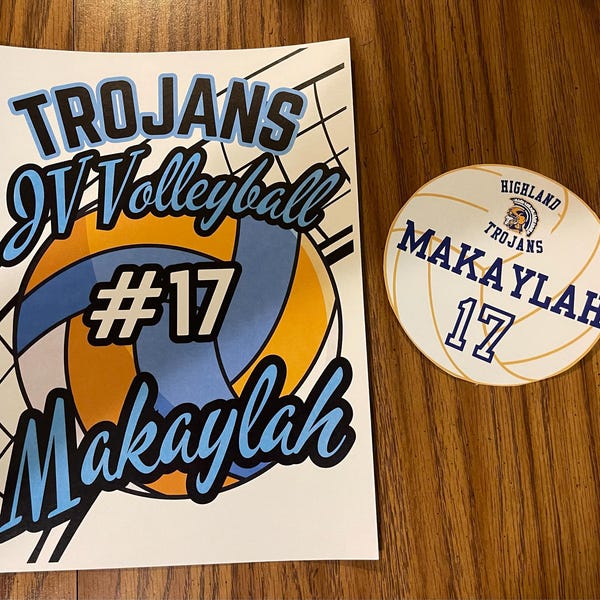 TROJANS
JV Volleyball
#17
Makaylah
HIGHLAND
TROJANS
MAKAYLAH
17